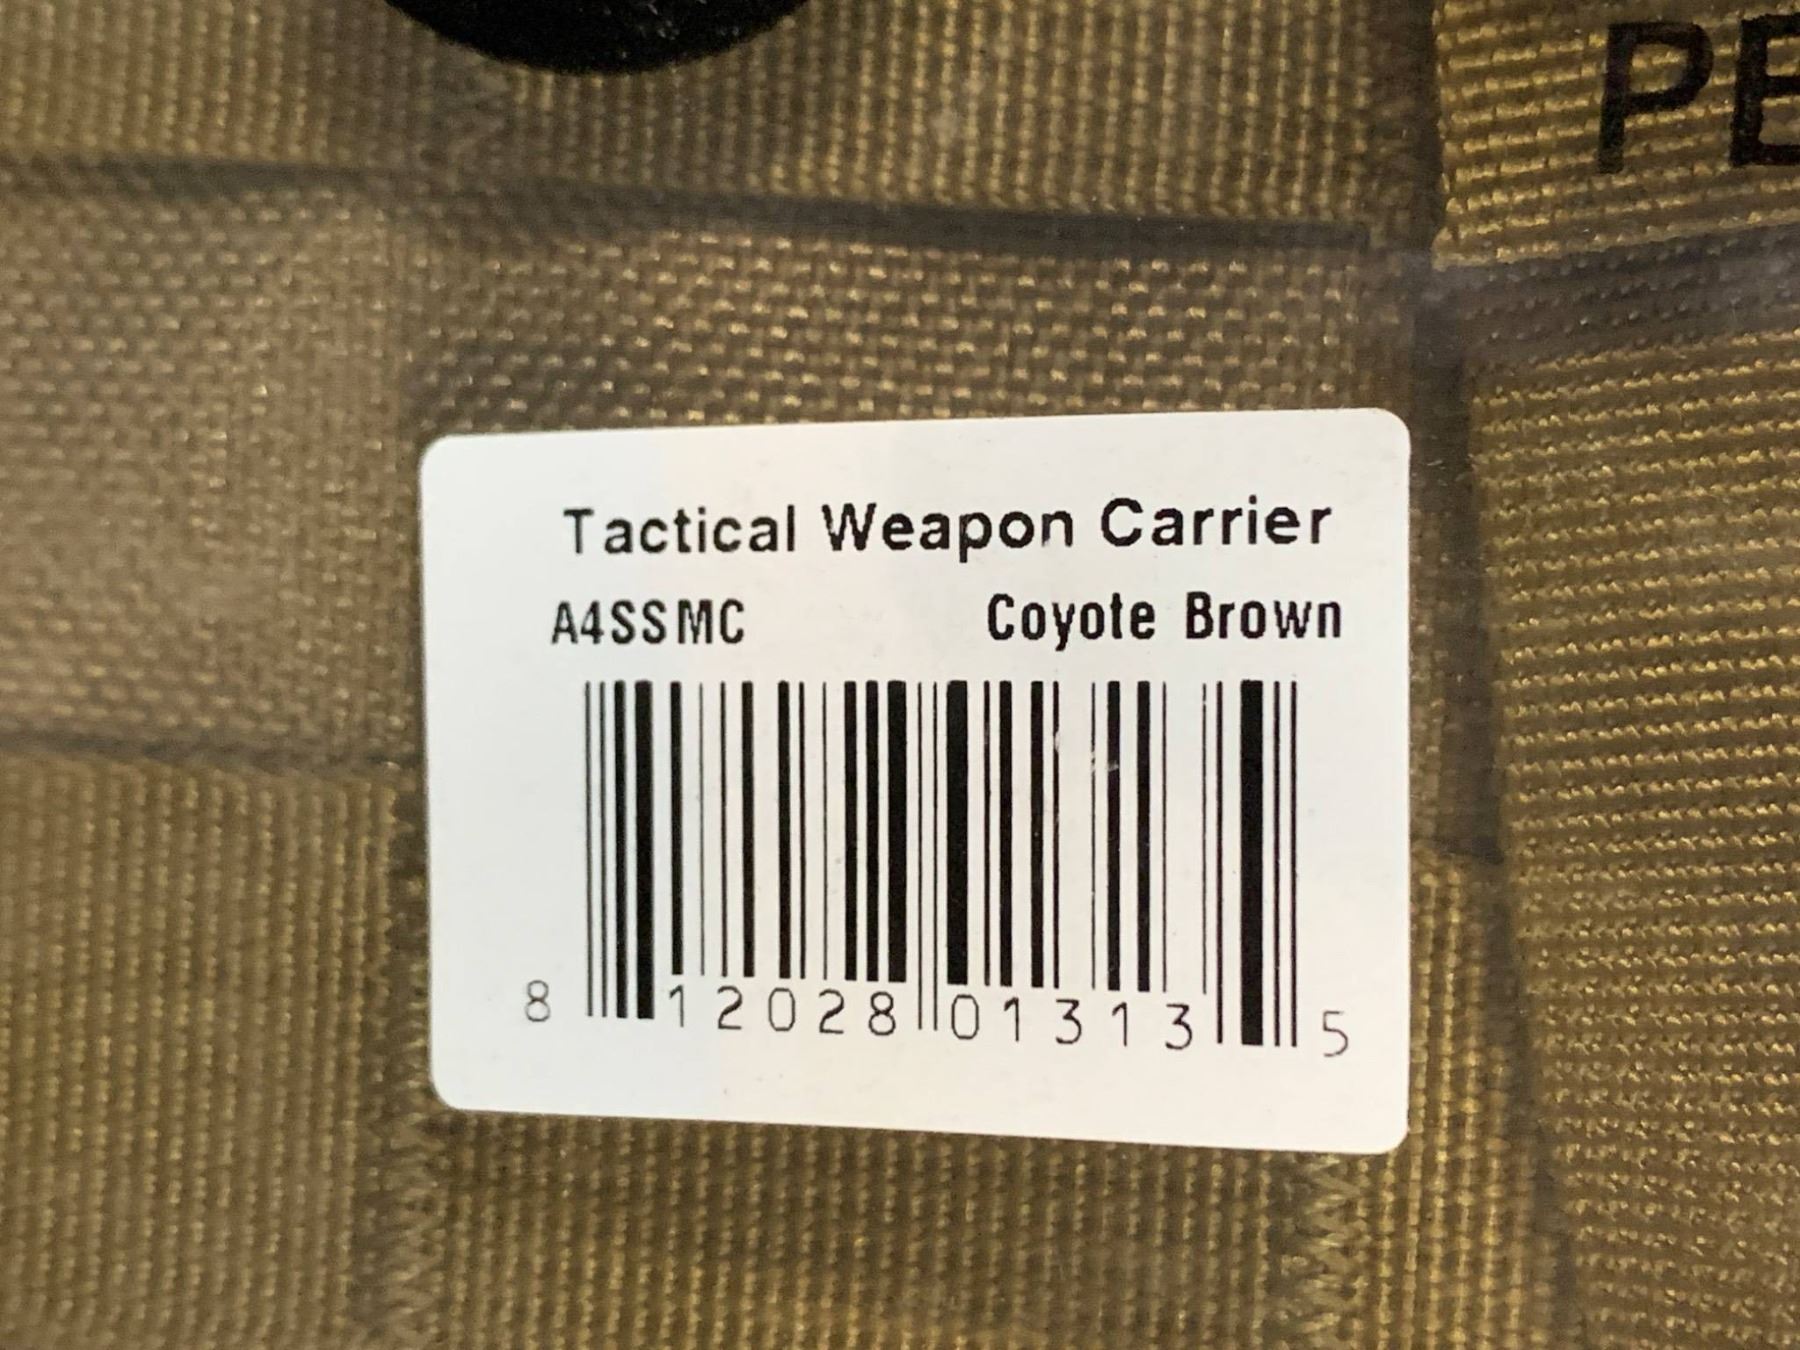 PE
Tactical Weapon Carrier
A4SSMC Coyote Brown
8 12028 01313 5